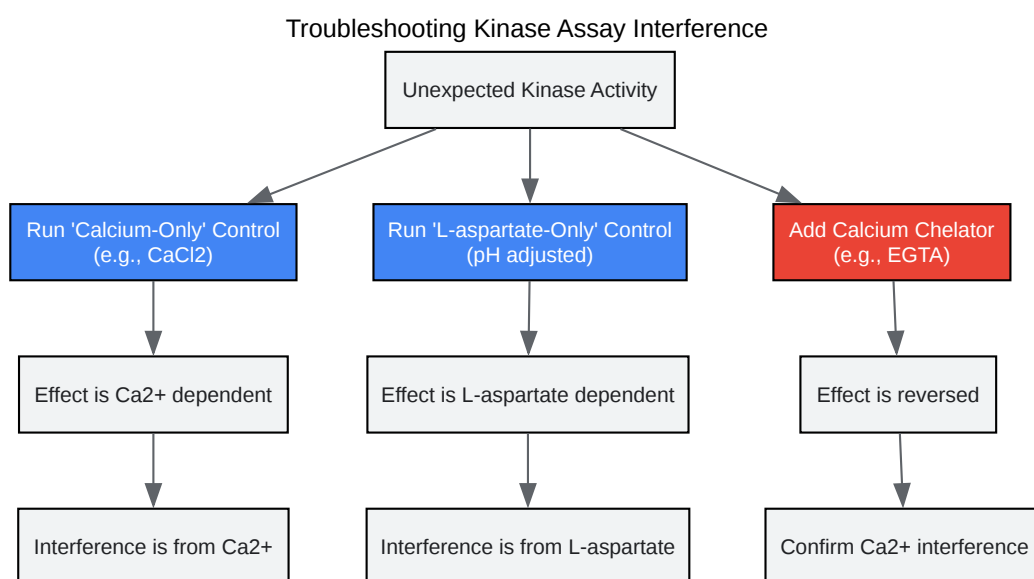 Troubleshooting Kinase Assay Interference
Unexpected Kinase Activity
Run 'Calcium-Only' Control
(e.g., CaCl2)
Run 'L-aspartate-Only' Control
(pH adjusted)
Add Calcium Chelator
(e.g., EGTA)
Effect is Ca2+ dependent
Effect is L-aspartate dependent
Effect is reversed
Interference is from Ca2+
Interference is from L-aspartate
Confirm Ca2+ interference